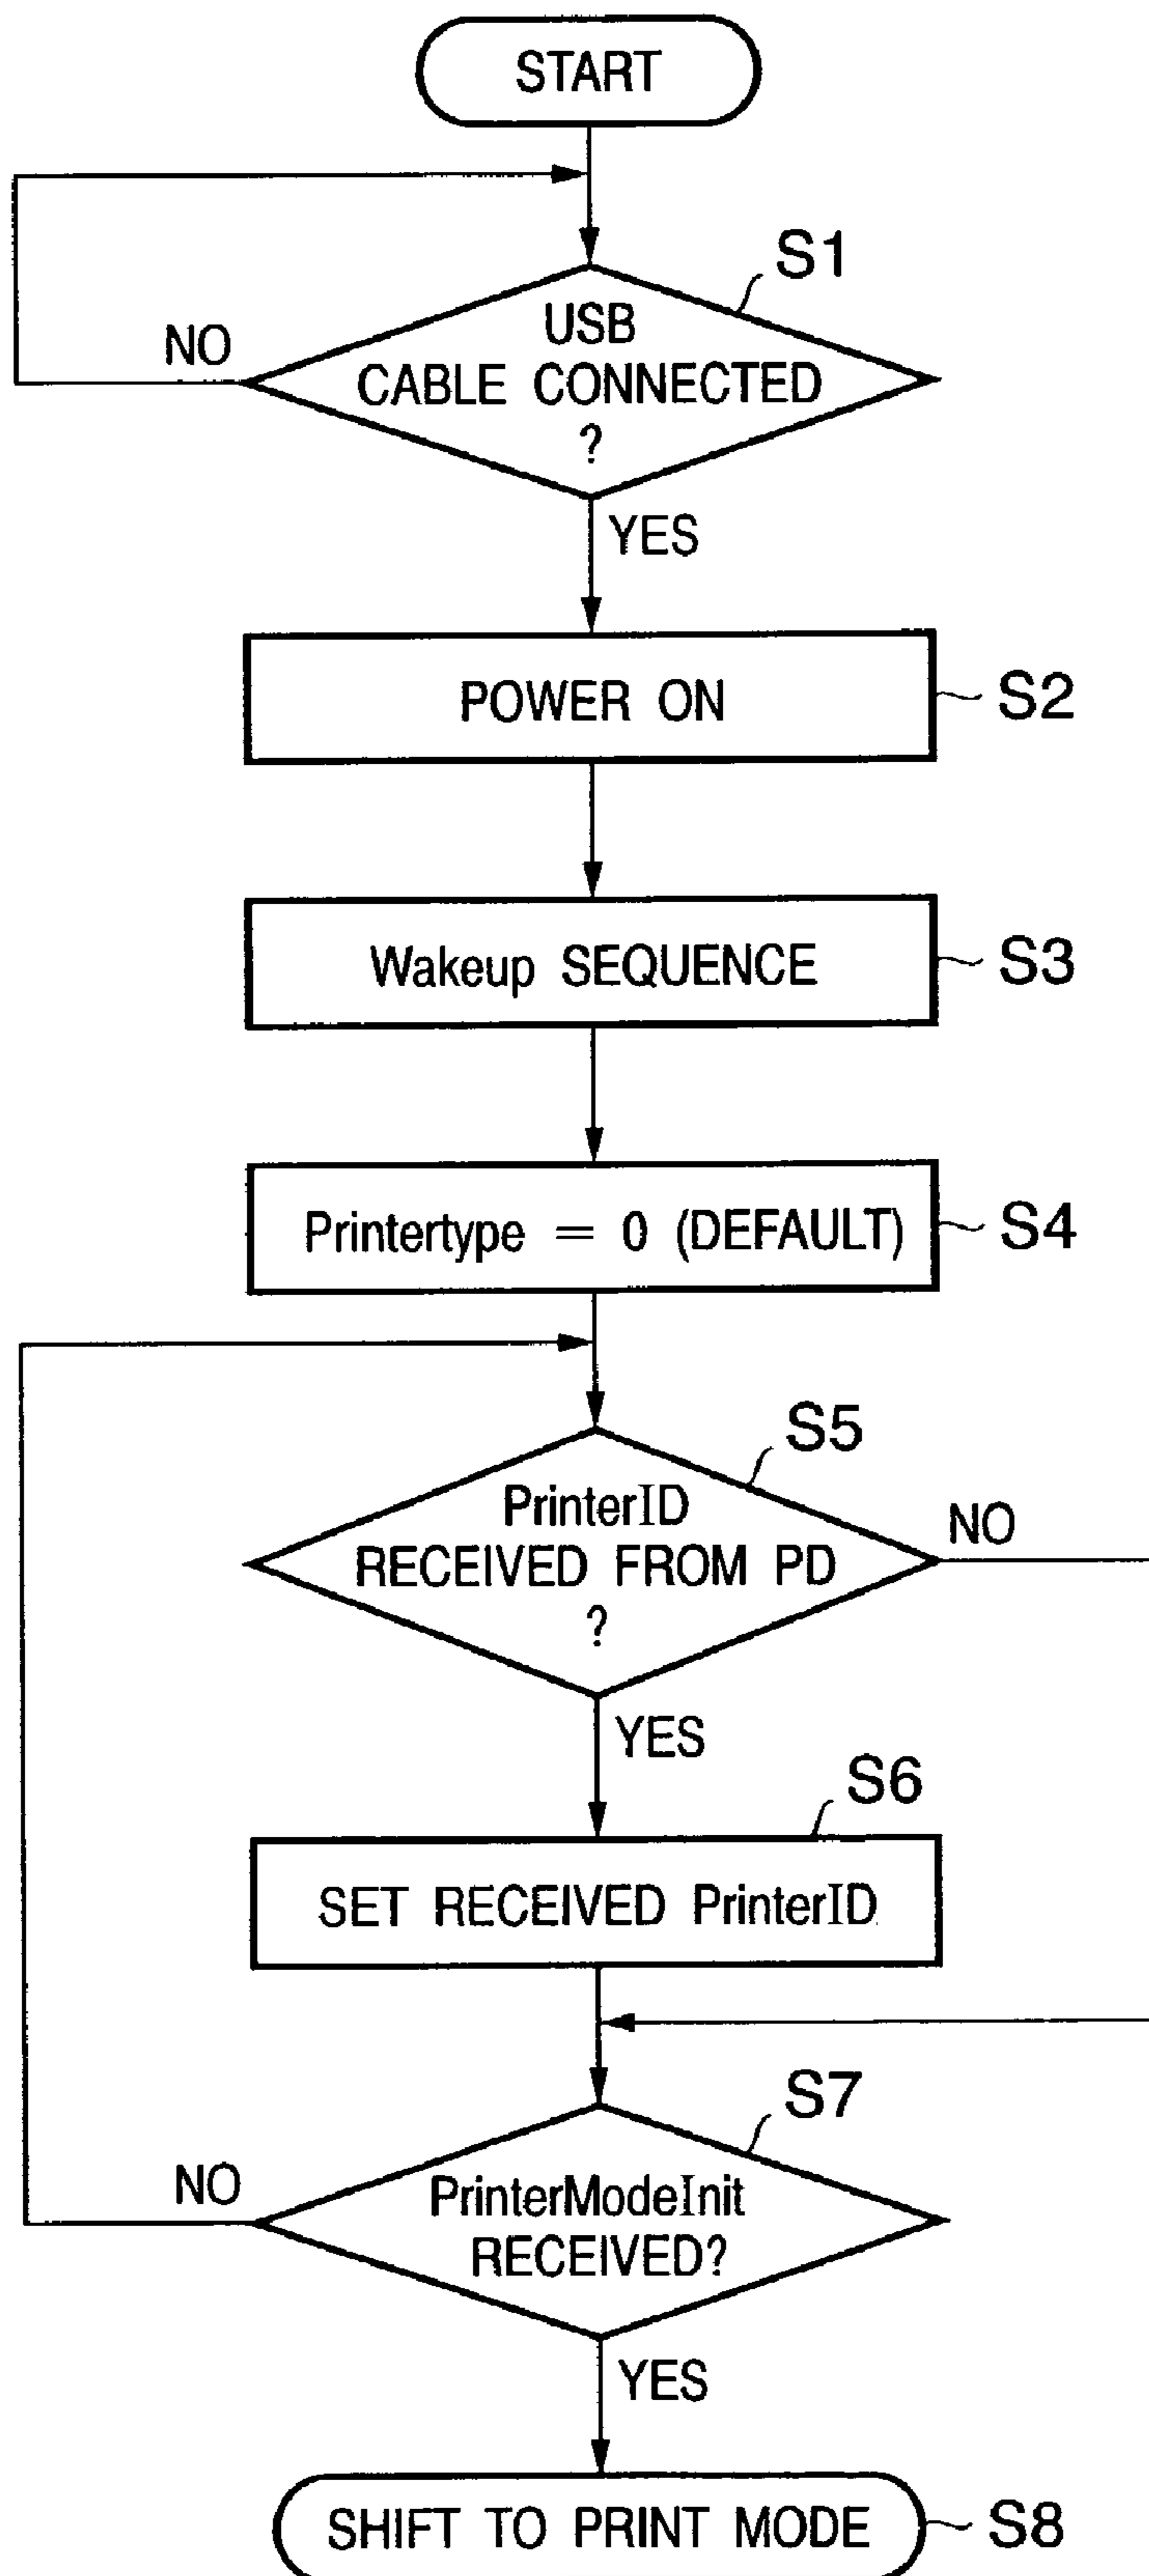 START
S1
USB
CABLE CONNECTED
?
NO
YES
POWER ON
S2
Wakeup SEQUENCE
S3
Printertype = 0 (DEFAULT)
S4
S5
PrinterID
RECEIVED FROM PD
?
NO
YES
S6
SET RECEIVED PrinterID
S7
NO
PrinterModeInit
RECEIVED?
YES
SHIFT TO PRINT MODE
S8